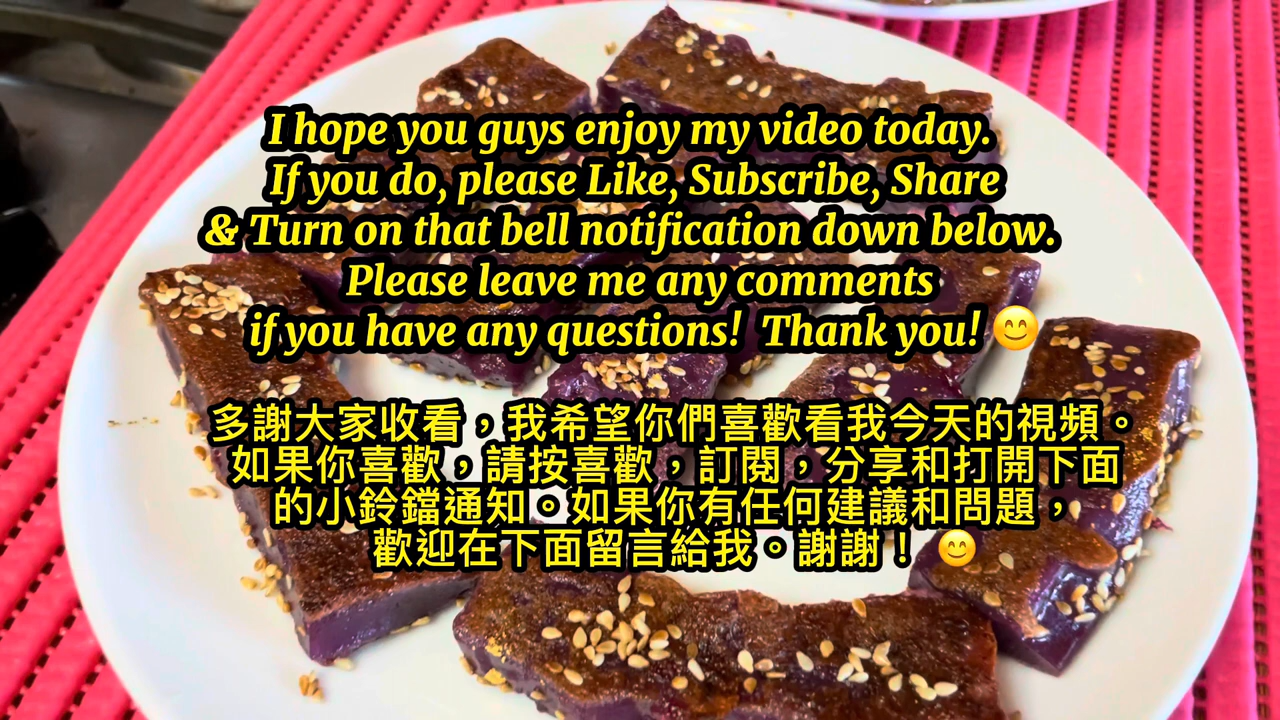 I hope you guys enjoy my video today.
If you do, please Like, Subscribe, Share
& Turn on that bell notification down below.
Please leave me any comments
if you have any questions!  Thank you! 😊
多謝大家收看，我希望你們喜歡看我今天的視頻。
如果你喜歡，請按喜歡，訂閱，分享和打開下面
的小鈴鐺通知。如果你有任何建議和問題，
歡迎在下面留言給我。謝謝！ 😊